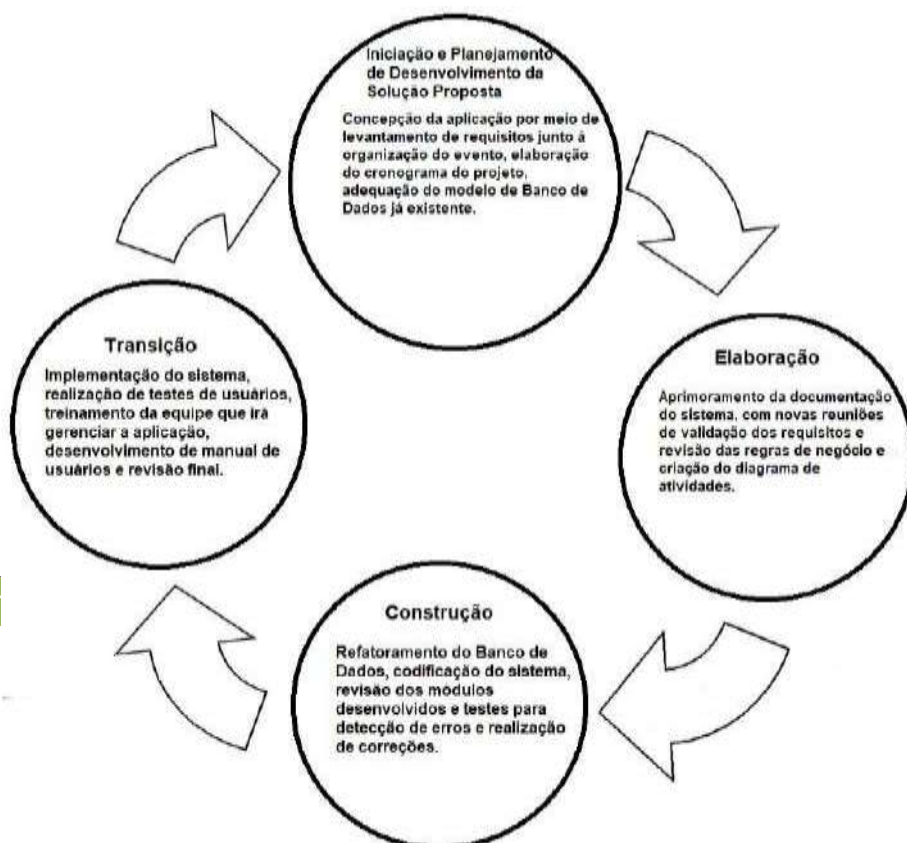 Iniciação e Planejamento
de Desenvolvimento da
Solução Proposta
Concepção da aplicação por meio de
levantamento de requisitos junto à
organização do evento, elaboração
do cronograma do projeto,
adequação do modelo de Banco de
Dados já existente.
Elaboração
Aprimoramento da documentação
do sistema, com novas reuniões
de validação dos requisitos e
revisão das regras de negócio e
criação do diagrama de
atividades.
Construção
Refatoramento do Banco de
Dados, codificação do sistema,
revisão dos módulos
desenvolvidos e testes para
detecção de erros e realização
de correções.
Transição
Implementação do sistema,
realização de testes de usuários,
treinamento da equipe que irá
gerenciar a aplicação,
desenvolvimento de manual de
usuários e revisão final.